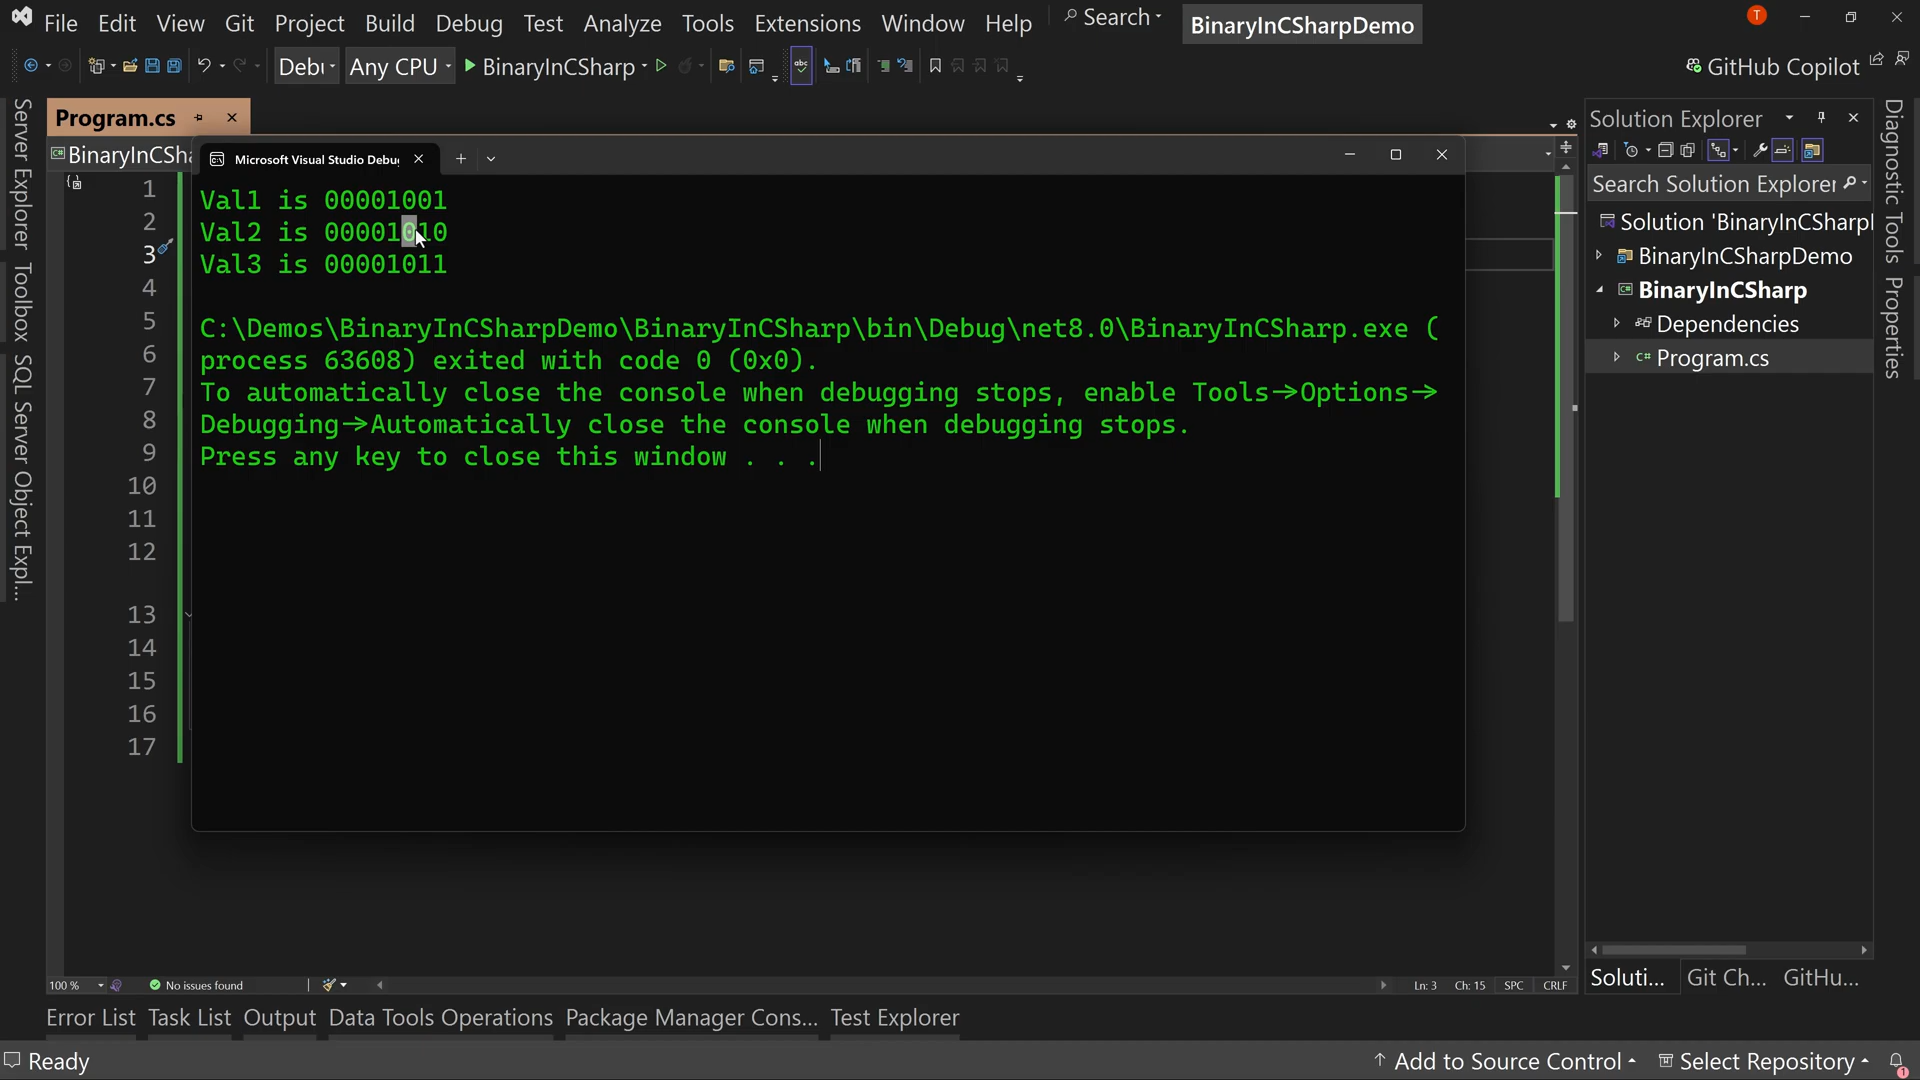 File Edit View Git Project Build Debug Test Analyze Tools Extensions Window Help Search BinaryInCSharpDemo T
Any CPU BinaryInCSharp GitHub Copilot
Program.cs
Microsoft Visual Studio Debu
Server Explorer
Toolbox
SQL Server Object Expl...
1
2
3
4
5
6
7
8
9
10
11
12
13
14
15
16
17
Val1 is 00001001
Val2 is 00001010
Val3 is 00001011
C:\Demos\BinaryInCSharpDemo\BinaryInCSharp\bin\Debug\net8.0\BinaryInCSharp.exe (
process 63608) exited with code 0 (0x0).
To automatically close the console when debugging stops, enable Tools->Options->
Debugging->Automatically close the console when debugging stops.
Press any key to close this window . . .
Solution Explorer
Search Solution Explorer
Solution 'BinaryInCSharpI
BinaryInCSharpDemo
BinaryInCSharp
Dependencies
Program.cs
Soluti... Git Ch... GitHu...
Diagnostic Tools
Properties
100 % No issues found Ln: 3 Ch: 15 SPC CRLF
Error List Task List Output Data Tools Operations Package Manager Cons... Test Explorer
Ready Add to Source Control Select Repository 1